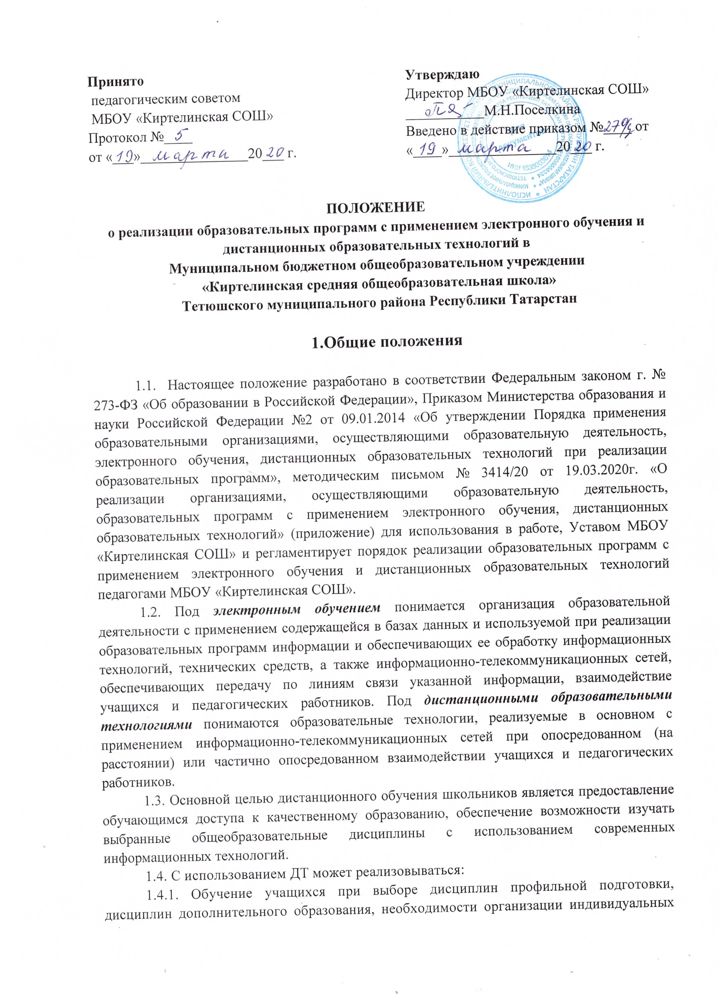 Принято
педагогическим советом
МБОУ «Киртелинская СОШ»
Протокол № 5
от «19» марта 2020 г.
Утверждаю
Директор МБОУ «Киртелинская СОШ»
М.Н.Поселкина
Введено в действие приказом № от
«19» марта 2020 г.
для
документов
ИНН 1638003614
ПОЛОЖЕНИЕ
о реализации образовательных программ с применением электронного обучения и
дистанционных образовательных технологий в
Муниципальном бюджетном общеобразовательном учреждении
«Киртелинская средняя общеобразовательная школа»
Тетюшского муниципального района Республики Татарстан
1.Общие положения
1.1. Настоящее положение разработано в соответствии Федеральным законом г. №
273-ФЗ «Об образовании в Российской Федерации», Приказом Министерства образования и
науки Российской Федерации №2 от 09.01.2014 «Об утверждении Порядка применения
образовательными организациями, осуществляющими образовательную деятельность,
электронного обучения, дистанционных образовательных технологий при реализации
образовательных программ», методическим письмом № 3414/20 от 19.03.2020г. «О
реализации организациями, осуществляющими образовательную деятельность,
образовательных программ с применением электронного обучения, дистанционных
образовательных технологий» (приложение) для использования в работе, Уставом МБОУ
«Киртелинская СОШ» и регламентирует порядок реализации образовательных программ с
применением электронного обучения и дистанционных образовательных технологий
педагогами МБОУ «Киртелинская СОШ».
1.2. Под электронным обучением понимается организация образовательной
деятельности с применением содержащейся в базах данных и используемой при реализации
образовательных программ информации и обеспечивающих ее обработку информационных
технологий, технических средств, а также информационно-телекоммуникационных сетей,
обеспечивающих передачу по линиям связи указанной информации, взаимодействие
учащихся и педагогических работников. Под дистанционными образовательными
технологиями понимаются образовательные технологии, реализуемые в основном с
применением информационно-телекоммуникационных сетей при опосредованном (на
расстоянии) или частично опосредованном взаимодействии учащихся и педагогических
работников.
1.3. Основной целью дистанционного обучения школьников является предоставление
обучающимся доступа к качественному образованию, обеспечение возможности изучать
выбранные общеобразовательные дисциплины с использованием современных
информационных технологий.
1.4. С использованием ДТ может реализовываться:
1.4.1. Обучение учащихся при выборе дисциплин профильной подготовки,
дисциплин дополнительного образования, необходимости организации индивидуальных